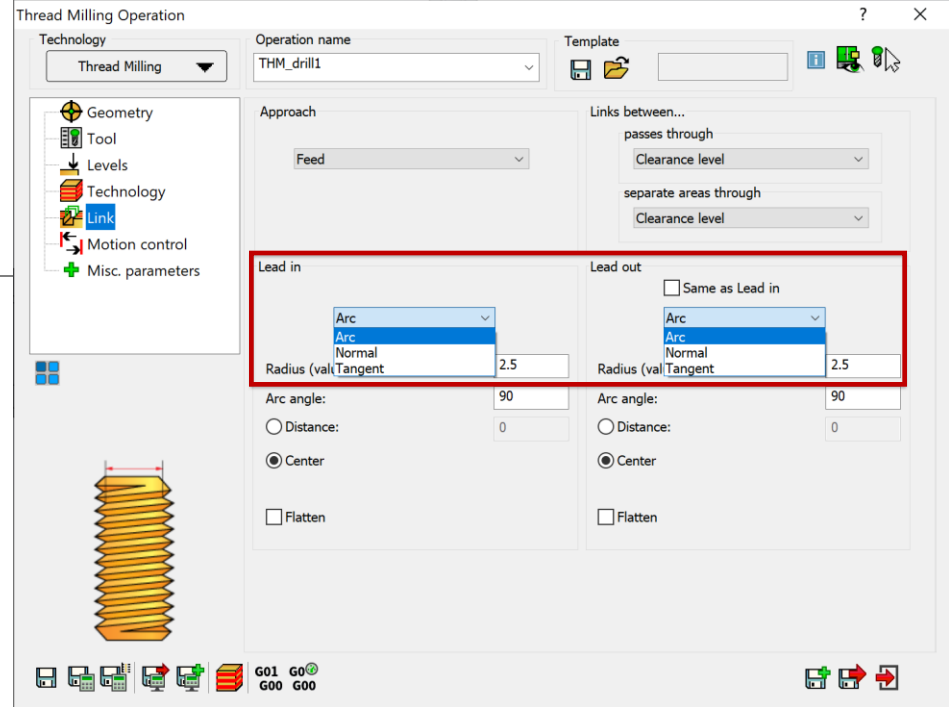 Thread Milling Operation
?
Technology
Thread Milling
Operation name
THM_drill1
Template
Geometry
Tool
Levels
Technology
Link
Motion control
Misc. parameters
Approach
Feed
Links between...
passes through
Clearance level
separate areas through
Clearance level
Lead in
Arc
Arc
Normal
Tangent
Radius (valu
2.5
Arc angle:
90
Distance:
0
Center
Flatten
Lead out
Same as Lead in
Arc
Arc
Normal
Tangent
Radius (val
2.5
Arc angle:
90
Distance:
0
Center
Flatten
G01 G0
G00 G00